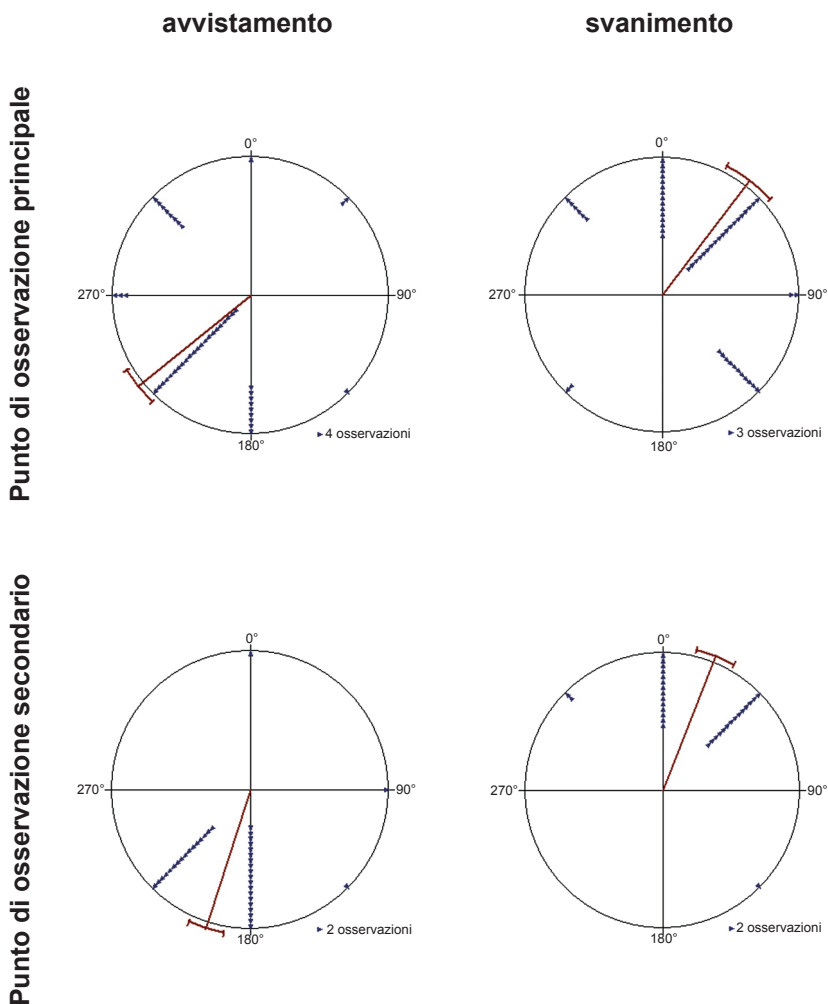 avvistamento
svanimento
Punto di osservazione principale
0°
270°
90°
180°
4 osservazioni
0°
270°
90°
180°
3 osservazioni
Punto di osservazione secondario
0°
270°
90°
180°
2 osservazioni
0°
270°
90°
180°
2 osservazioni